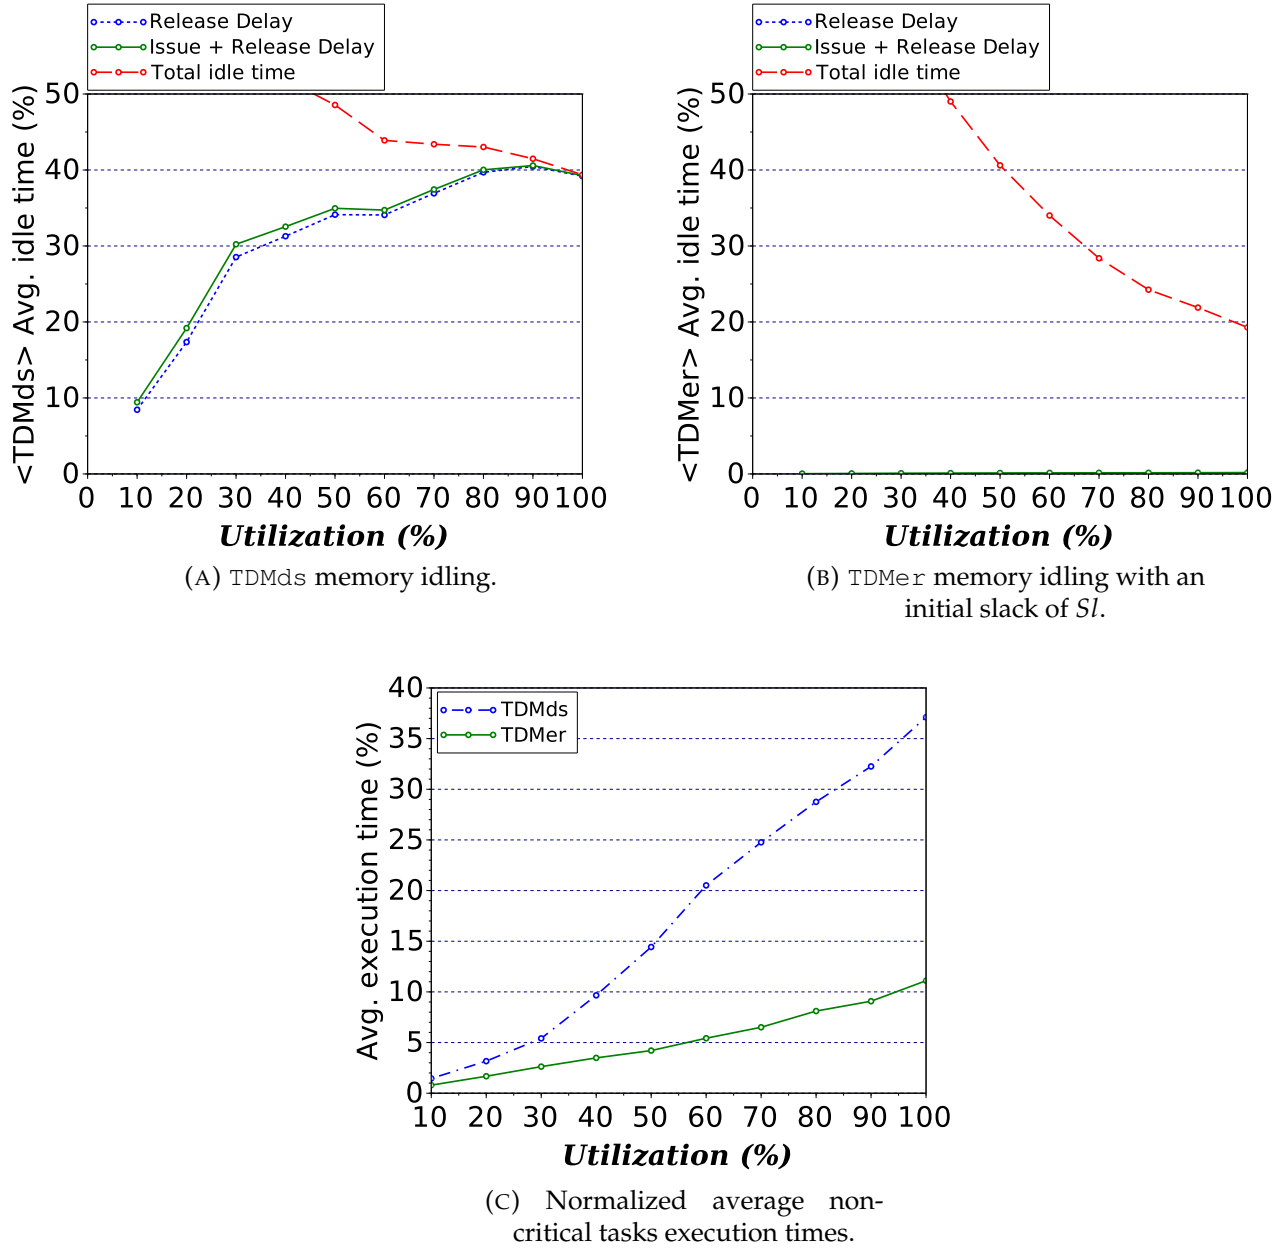 Release Delay
Issue + Release Delay
Total idle time
<TDMds> Avg. idle time (%)
50
40
30
20
10
0
0 10 20 30 40 50 60 70 80 90 100
Utilization (%)
(A) TDMds memory idling.
Release Delay
Issue + Release Delay
Total idle time
<TDMer> Avg. idle time (%)
50
40
30
20
10
0
0 10 20 30 40 50 60 70 80 90 100
Utilization (%)
(B) TDMer memory idling with an
initial slack of Sl.
TDMds
TDMer
Avg. execution time (%)
40
35
30
25
20
15
10
5
0
10 20 30 40 50 60 70 80 90 100
Utilization (%)
(C) Normalized average non-
critical tasks execution times.